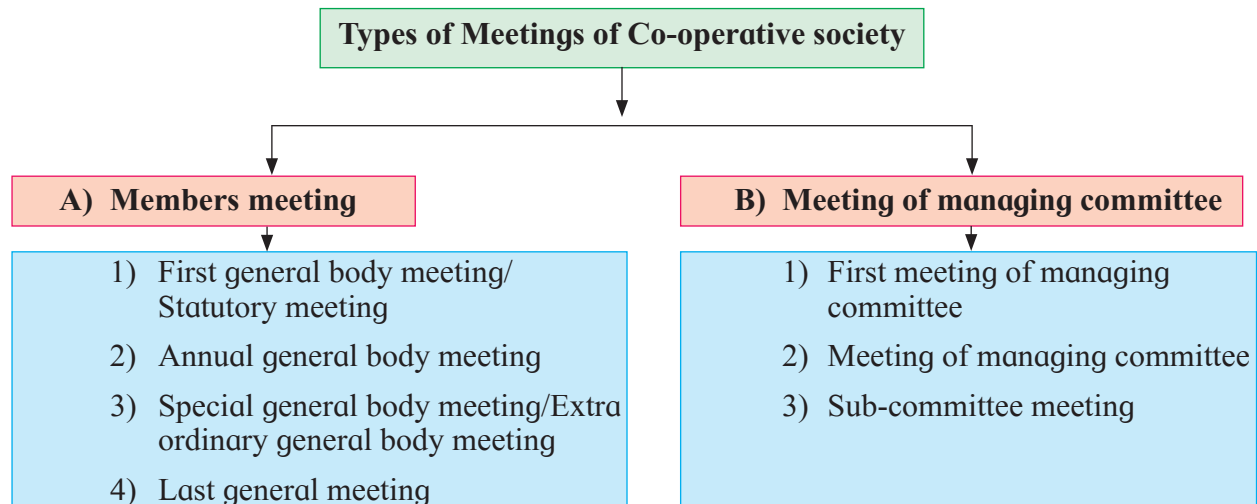 Types of Meetings of Co-operative society
A) Members meeting
1) First general body meeting/
Statutory meeting
2) Annual general body meeting
3) Special general body meeting/Extra
ordinary general body meeting
4) Last general meeting
B) Meeting of managing committee
1) First meeting of managing
committee
2) Meeting of managing committee
3) Sub-committee meeting